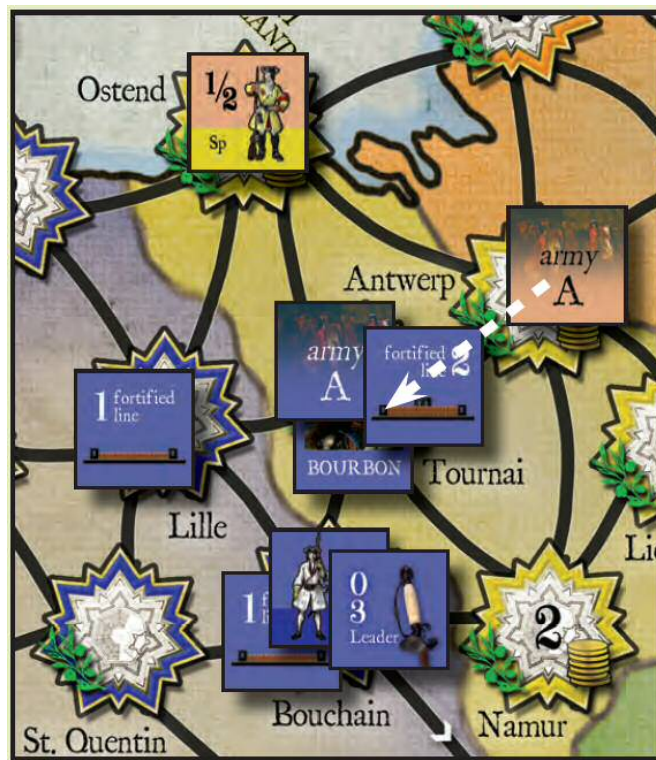 LAND
Ostend
1/2
Sp
Antwerp
army
A
army
A
fortified
line 2
BOURBON
Tournai
1 fortified
line
Lille
1
0
3
Leader
2
Bouchain
Namur
St. Quentin